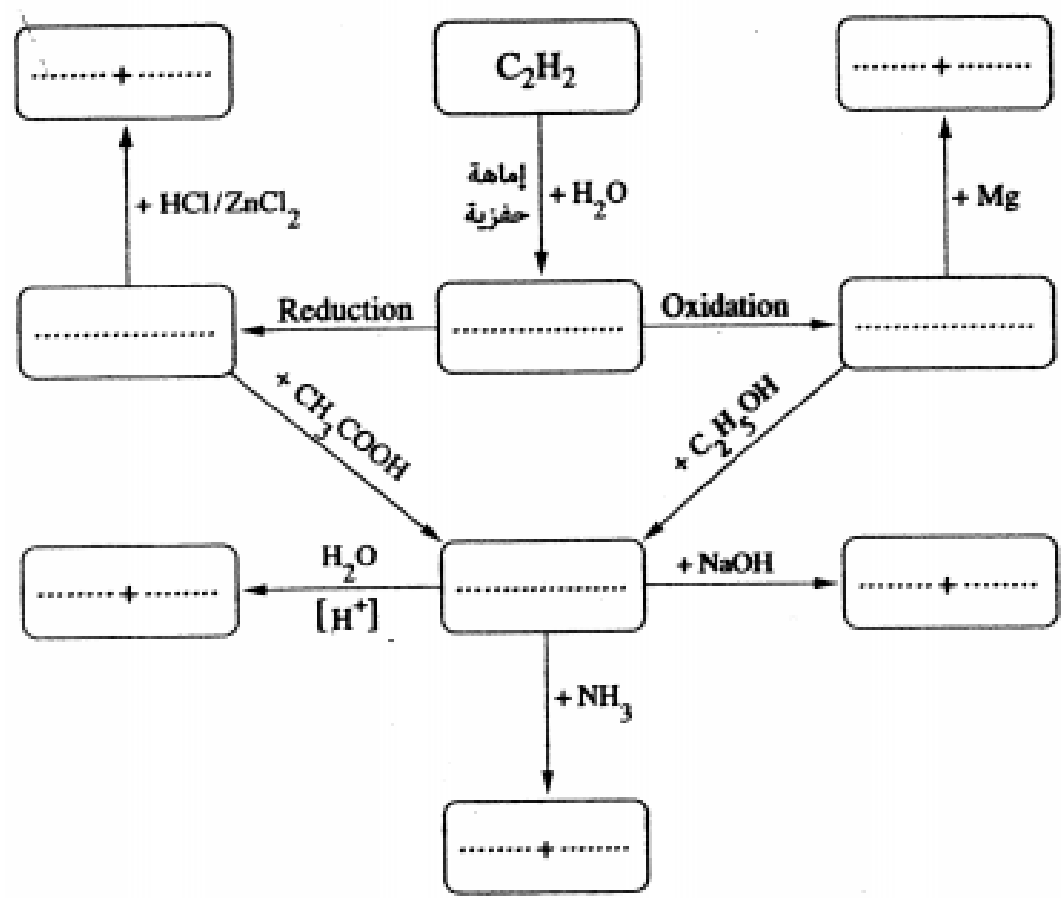 ........ + ........
C₂H₂
........ + ........
+ HCl/ZnCl₂
إماهة
حفزية
+ H₂O
+ Mg
....................
Reduction
....................
Oxidation
....................
+ CH₃COOH
+ C₂H₅OH
........ + ........
H₂O
[H⁺]
....................
+ NaOH
........ + ........
+ NH₃
........ + ........